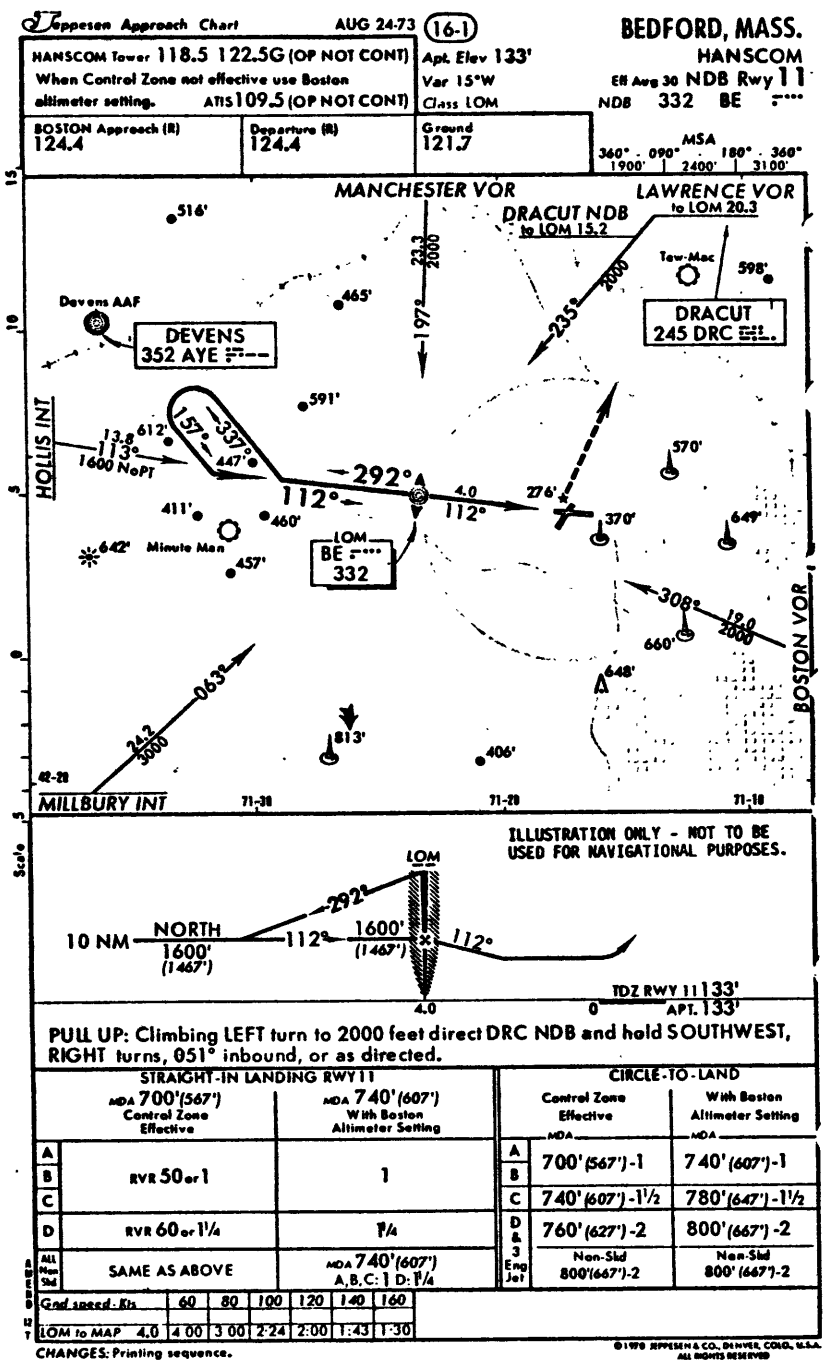 Jeppesen Approach Chart AUG 24-73 16-1 BEDFORD, MASS.
HANSCOM
Eff Aug 30 NDB Rwy 11
NDB 332 BE
HANSCOM Tower 118.5 122.5G (OP NOT CONT)
When Control Zone not effective use Boston
altimeter setting. ATIS 109.5 (OP NOT CONT)
Apt. Elev 133'
Var 15°W
Class LOM
BOSTON Approach (R)
124.4
Departure (R)
124.4
Ground
121.7
MSA
360° - 090° - 180° - 360°
1900' 2400' 3100'
15
MANCHESTER VOR
LAWRENCE VOR
to LOM 20.3
DRACUT NDB
to LOM 15.2
516'
23.3
2000
197°
2000
235°
Tew-Mac
598'
465'
Devens AAF
DEVENS
352 AYE
DRACUT
245 DRC
10
591'
HOLLIS INT
13.8
113°
1600 NoPT
612'
157°
337°
447'
292°
112°
4.0
112°
276'
570'
5
411'
460'
370'
649'
Minute Man
642'
457'
LOM
BE
332
308°
19.0
2000
BOSTON VOR
660'
0
648'
063°
24.2
3000
813'
406'
42-20
MILLBURY INT
71-30
71-20
71-10
5
Scale
ILLUSTRATION ONLY - NOT TO BE
USED FOR NAVIGATIONAL PURPOSES.
LOM
292°
10 NM NORTH
1600'
(1467')
112°
1600'
(1467')
112°
TDZ RWY 11 133'
4.0 0 APT. 133'
PULL UP: Climbing LEFT turn to 2000 feet direct DRC NDB and hold SOUTHWEST,
RIGHT turns, 051° inbound, or as directed.
STRAIGHT-IN LANDING RWY11
MDA 700'(567')
Control Zone
Effective
MDA 740'(607')
With Boston
Altimeter Setting
CIRCLE-TO-LAND
Control Zone
Effective
MDA
With Boston
Altimeter Setting
MDA
A
B
C
RVR 50 or 1
1
D RVR 60 or 1¼ 1¼
All Non Skd SAME AS ABOVE
MDA 740'(607')
A,B,C: 1 D: 1¼
A
B
700'(567')-1 740'(607')-1
C 740'(607')-1½ 780'(647')-1½
D & 3 Eng Jet
760'(627')-2 800'(667')-2
Non-Skd
800'(667')-2
Non-Skd
800'(667')-2
Gnd speed-Kts 60 80 100 120 140 160
LOM to MAP 4.0 4:00 3:00 2:24 2:00 1:43 1:30
AMEND 12 T
CHANGES: Printing sequence.
© 1970 JEPPESEN & CO., DENVER, COLO., U.S.A.
ALL RIGHTS RESERVED